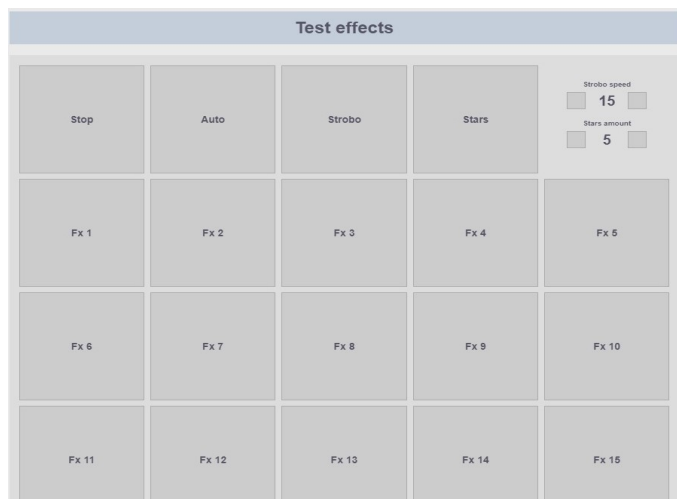 Test effects
Stop
Auto
Strobo
Stars
Strobo speed
15
Stars amount
5
Fx 1
Fx 2
Fx 3
Fx 4
Fx 5
Fx 6
Fx 7
Fx 8
Fx 9
Fx 10
Fx 11
Fx 12
Fx 13
Fx 14
Fx 15